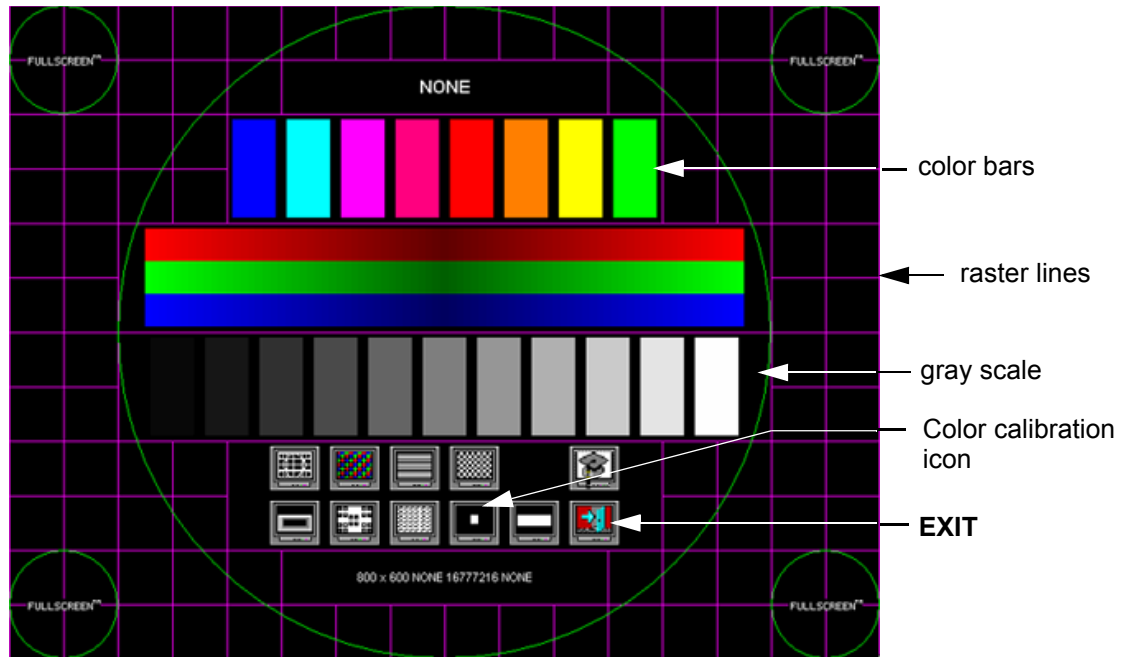 FULLSCREEN™
FULLSCREEN™
NONE
color bars
raster lines
gray scale
Color calibration
icon
EXIT
800 x 600 NONE 16777216 NONE
FULLSCREEN™
FULLSCREEN™